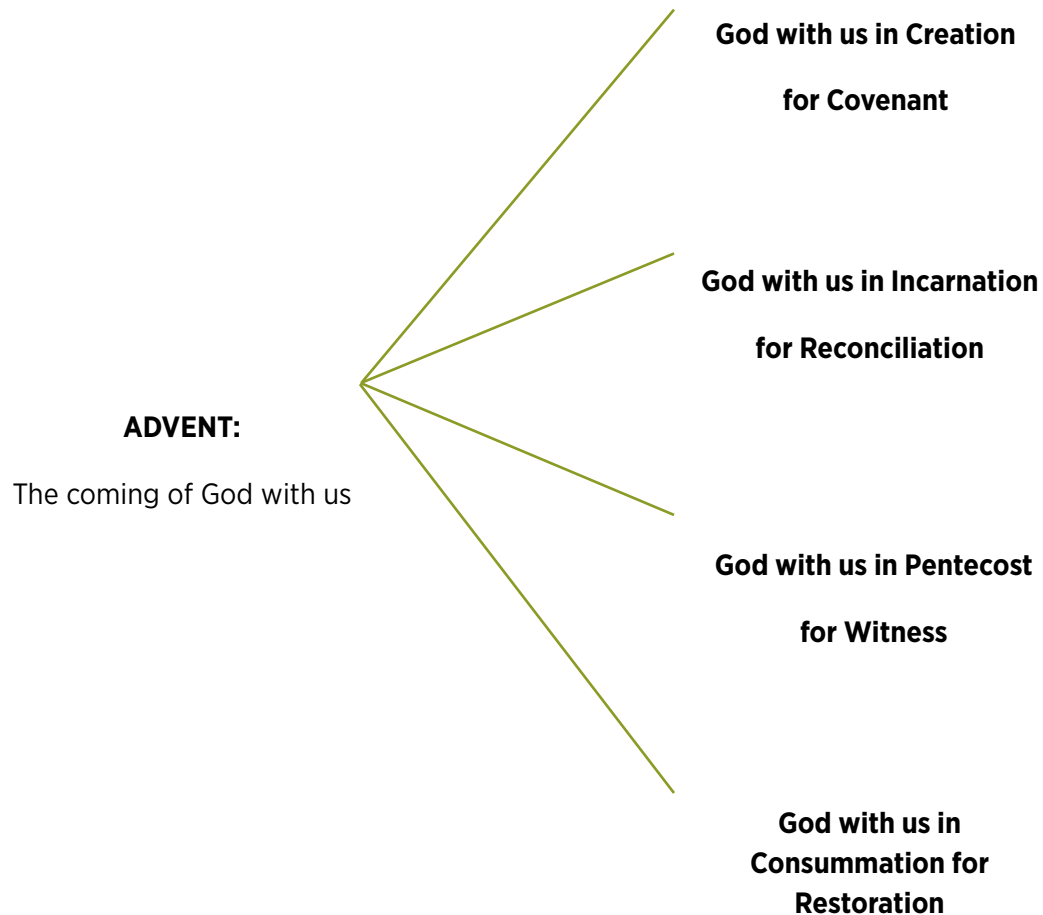 God with us in Creation
for Covenant
God with us in Incarnation
for Reconciliation
ADVENT:
The coming of God with us
God with us in Pentecost
for Witness
God with us in
Consummation for
Restoration